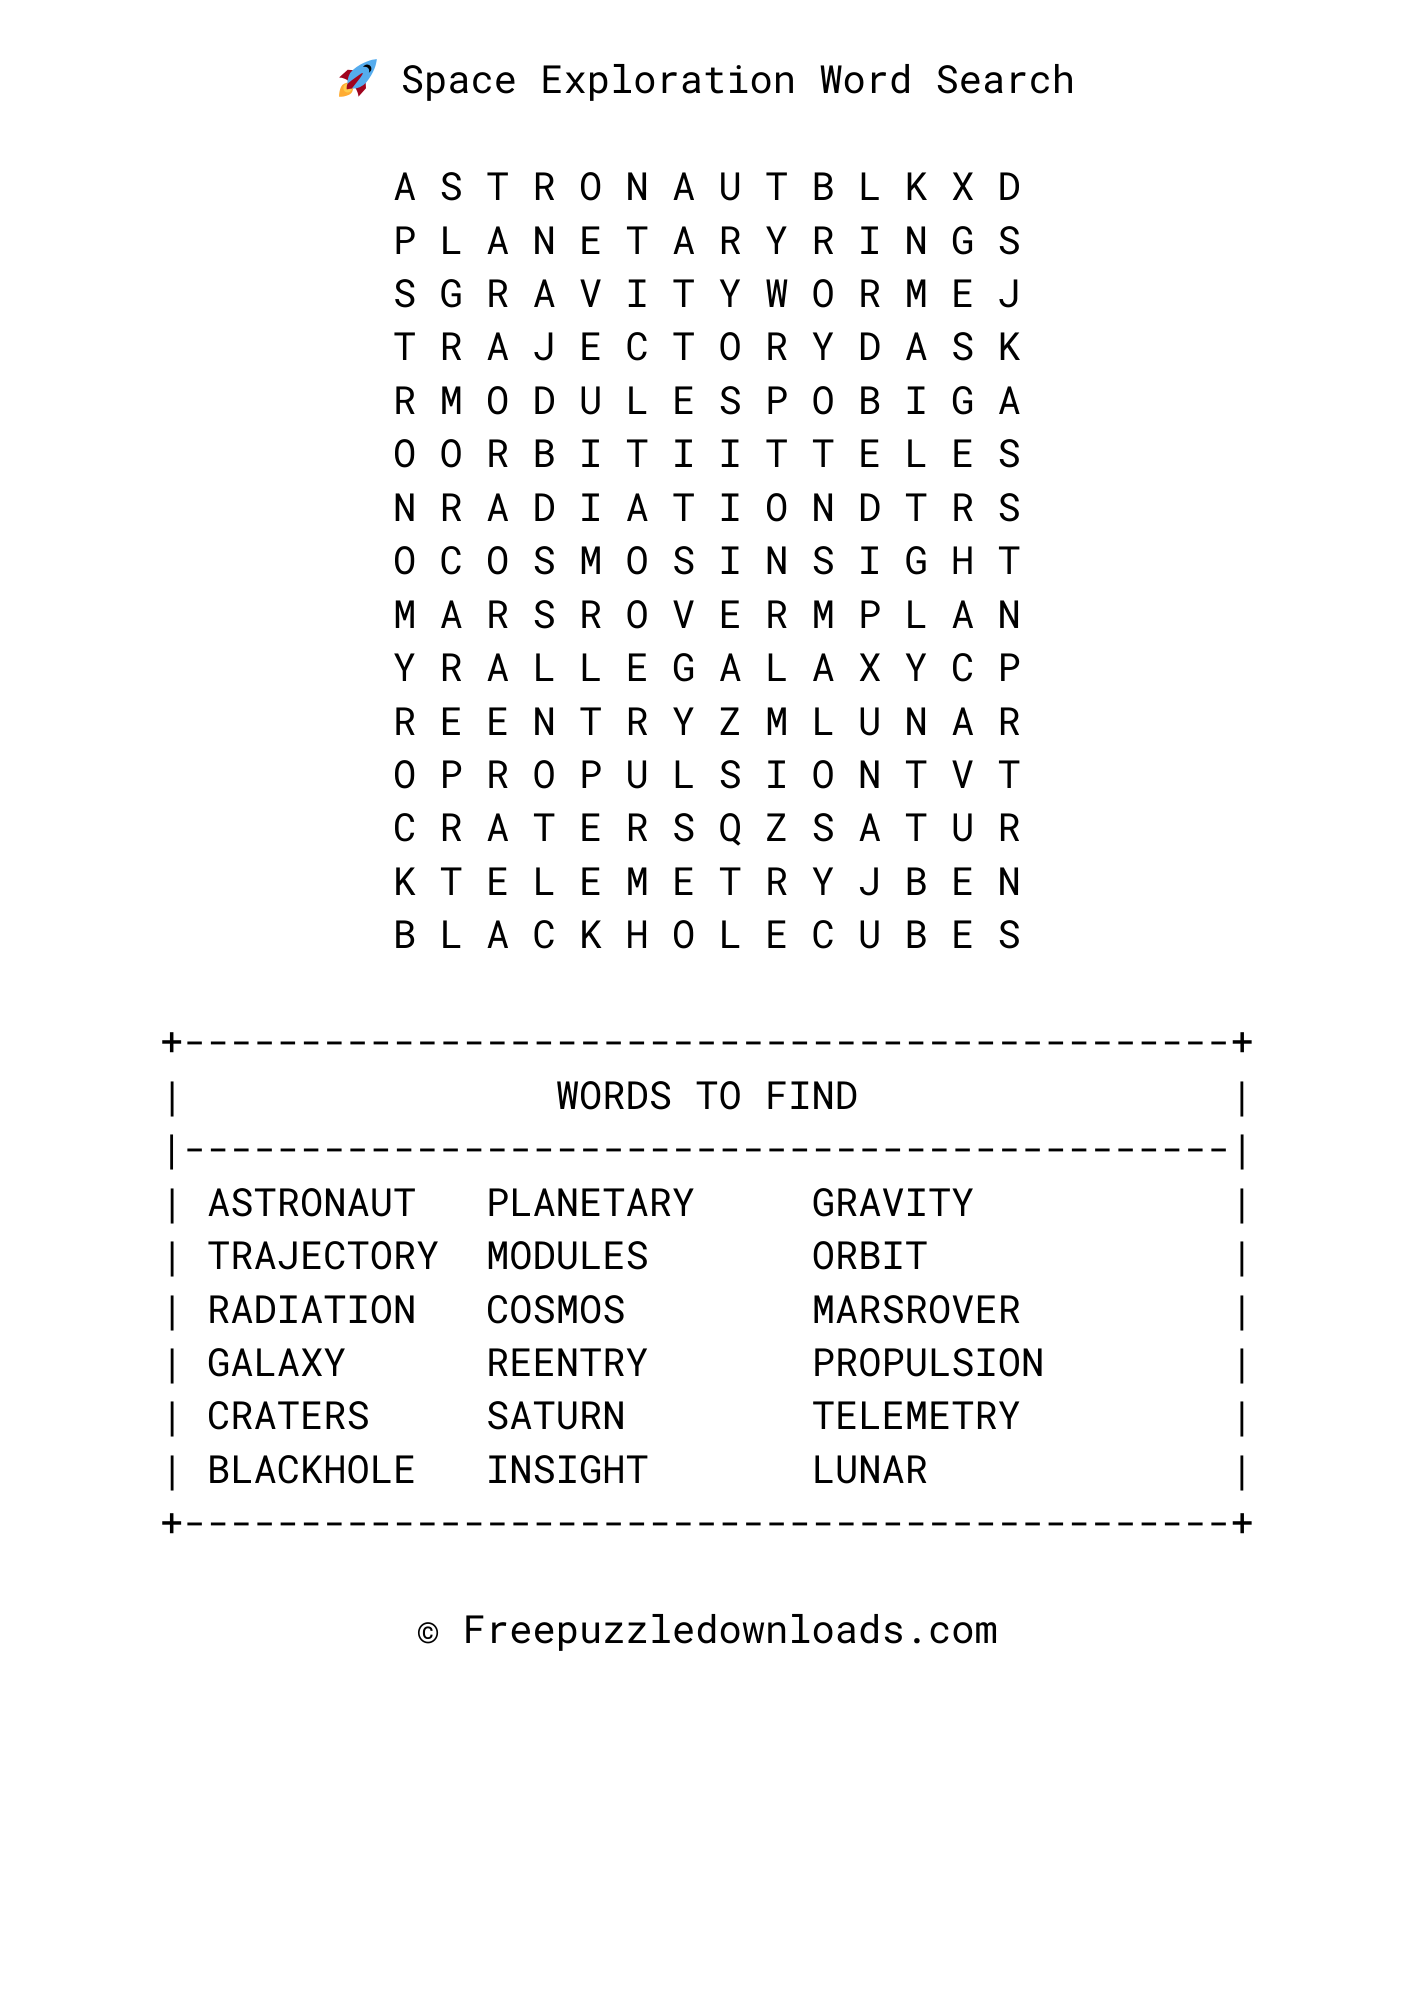 🚀 Space Exploration Word Search
A S T R O N A U T B L K X D
P L A N E T A R Y R I N G S
S G R A V I T Y W O R M E J
T R A J E C T O R Y D A S K
R M O D U L E S P O B I G A
O O R B I T I I T T E L E S
N R A D I A T I O N D T R S
O C O S M O S I N S I G H T
M A R S R O V E R M P L A N
Y R A L L E G A L A X Y C P
R E E N T R Y Z M L U N A R
O P R O P U L S I O N T V T
C R A T E R S Q Z S A T U R
K T E L E M E T R Y J B E N
B L A C K H O L E C U B E S
+---------------------------------------------+
| WORDS TO FIND |
|---------------------------------------------|
| ASTRONAUT PLANETARY GRAVITY |
| TRAJECTORY MODULES ORBIT |
| RADIATION COSMOS MARSROVER |
| GALAXY REENTRY PROPULSION |
| CRATERS SATURN TELEMETRY |
| BLACKHOLE INSIGHT LUNAR |
+---------------------------------------------+
© Freepuzzledownloads.com